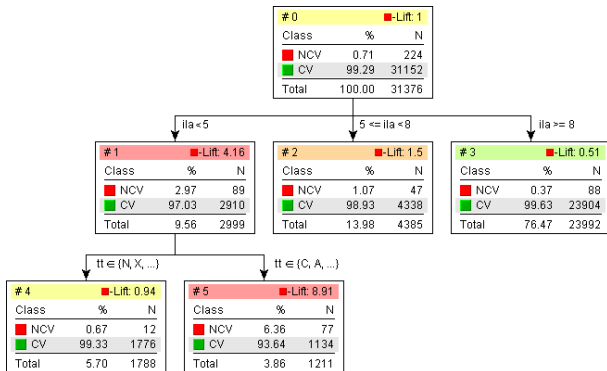 # 0 -Lift: 1
Class % N
NCV 0.71 224
CV 99.29 31152
Total 100.00 31376
ila < 5
5 <= ila < 8
ila >= 8
# 1 -Lift: 4.16
Class % N
NCV 2.97 89
CV 97.03 2910
Total 9.56 2999
# 2 -Lift: 1.5
Class % N
NCV 1.07 47
CV 98.93 4338
Total 13.98 4385
# 3 -Lift: 0.51
Class % N
NCV 0.37 88
CV 99.63 23904
Total 76.47 23992
tt ∈ {N, X, ...}
tt ∈ {C, A, ...}
# 4 -Lift: 0.94
Class % N
NCV 0.67 12
CV 99.33 1776
Total 5.70 1788
# 5 -Lift: 8.91
Class % N
NCV 6.36 77
CV 93.64 1134
Total 3.86 1211